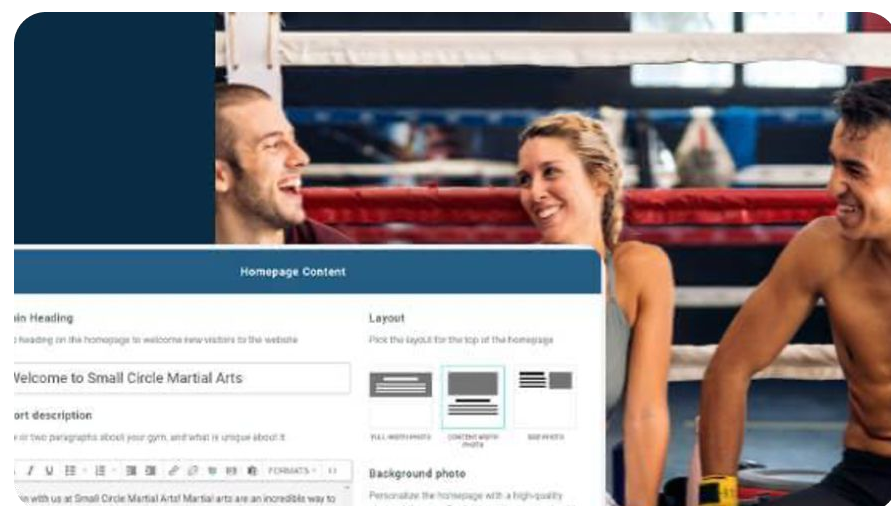 Homepage Content
in Heading
heading on the homepage to welcome new visitors to the website
Welcome to Small Circle Martial Arts
ort description
or two paragraphs about your gym, and what is unique about it
I U
FORMATS
on with us at Small Circle Martial Arts! Martial arts are an incredible way to
Layout
Pick the layout for the top of the homepage
FULL WIDTH PHOTO
CONTENT WIDTH
PHOTO
SIDE PHOTO
Background photo
Personalize the homepage with a high-quality